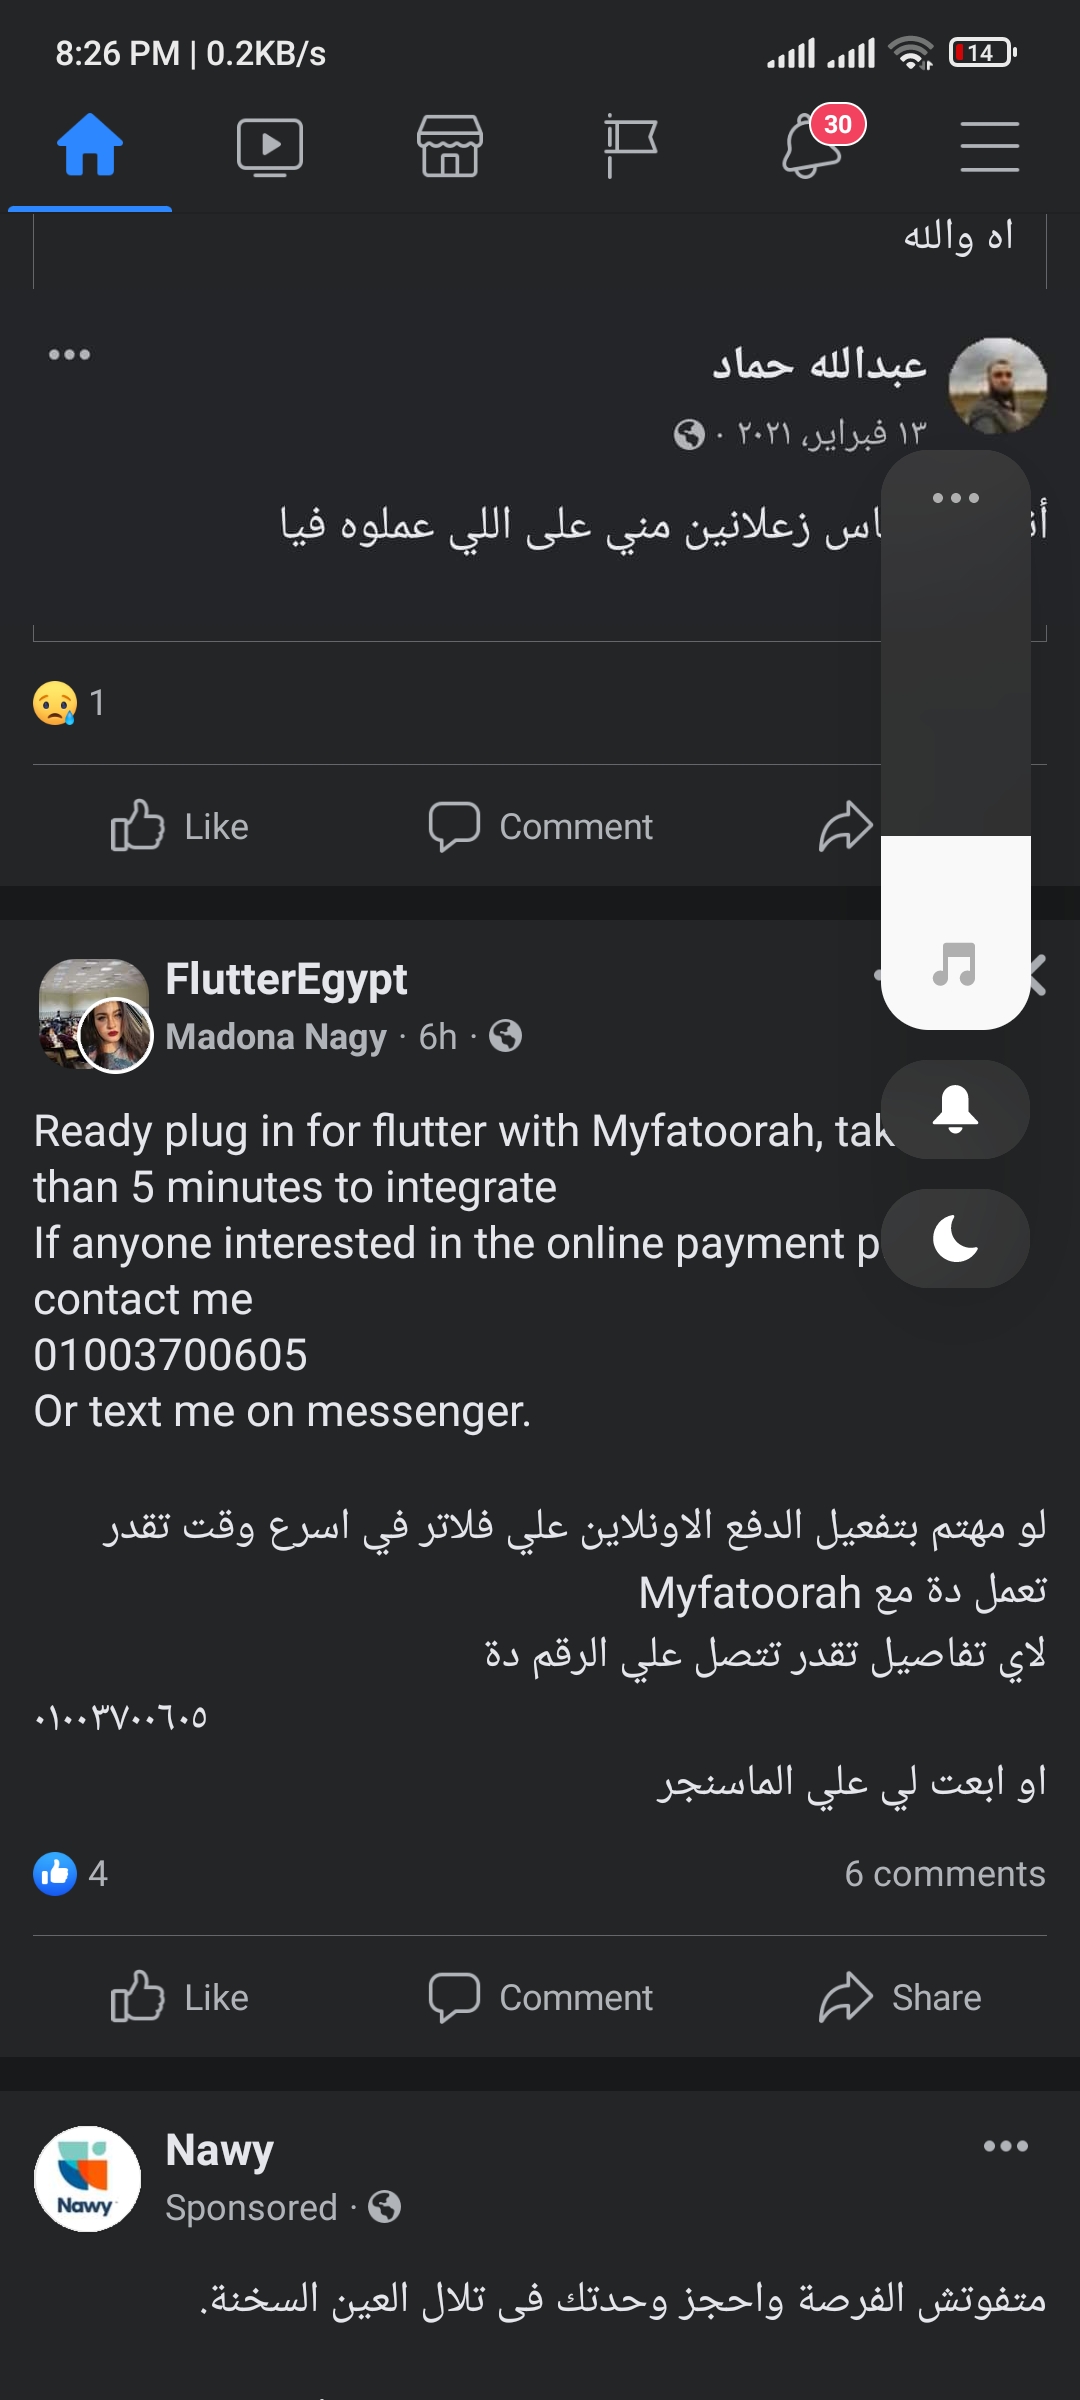 8:26 PM | 0.2KB/s
14
30
اه والله
عبدالله حماد
١٣ فبراير، ٢٠٢١ ·
زعلانين مني على اللي عملوه فيا
1
Like
Comment
FlutterEgypt
Madona Nagy · 6h ·
Ready plug in for flutter with Myfatoorah,
than 5 minutes to integrate
If anyone interested in the online payment
contact me
01003700605
Or text me on messenger.
لو مهتم بتفعيل الدفع الاونلاين علي فلاتر في اسرع وقت تقدر
تعمل دة مع Myfatoorah
لاي تفاصيل تقدر تتصل علي الرقم دة
٠١٠٠٣٧٠٠٦٠٥
او ابعت لي علي الماسنجر
4
6 comments
Like
Comment
Share
Nawy
Nawy
Sponsored ·
متفوتش الفرصة واحجز وحدتك فى تلال العين السخنة.